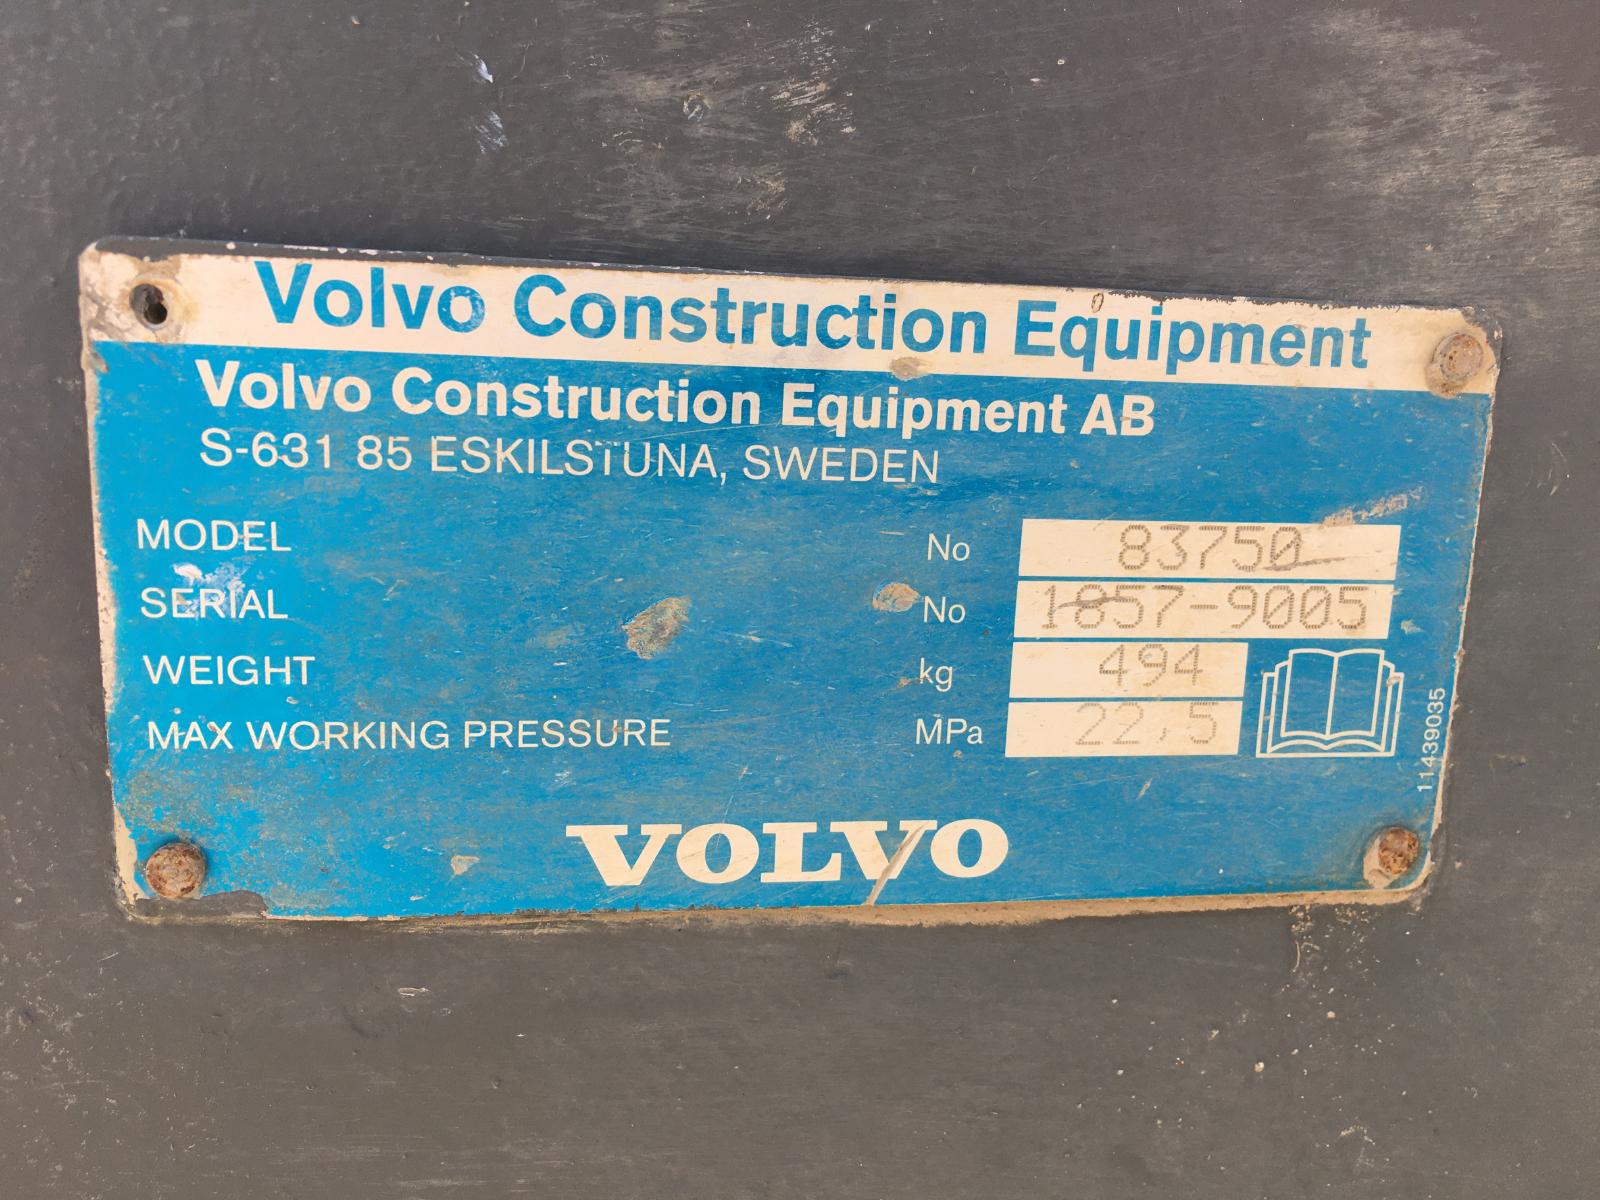 Volvo Construction Equipment
Volvo Construction Equipment AB
S-631 85 ESKILSTUNA, SWEDEN
MODEL No 83750
SERIAL No 1857-9005
WEIGHT kg 494
MAX WORKING PRESSURE MPa 22,5
11439035
VOLVO